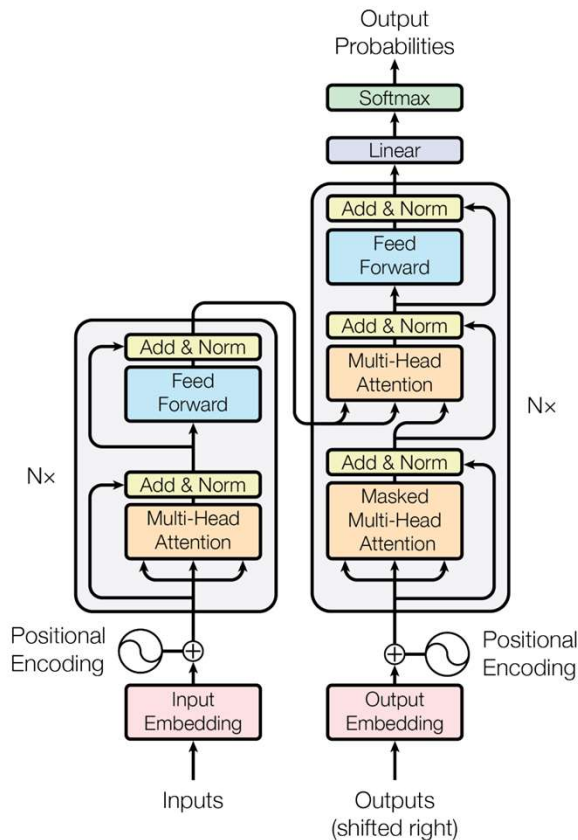 Output
Probabilities
Softmax
Linear
Add & Norm
Feed
Forward
Add & Norm
Multi-Head
Attention
Add & Norm
Masked
Multi-Head
Attention
N×
Add & Norm
Feed
Forward
Add & Norm
Multi-Head
Attention
N×
Positional
Encoding
Positional
Encoding
Input
Embedding
Output
Embedding
Inputs
Outputs
(shifted right)